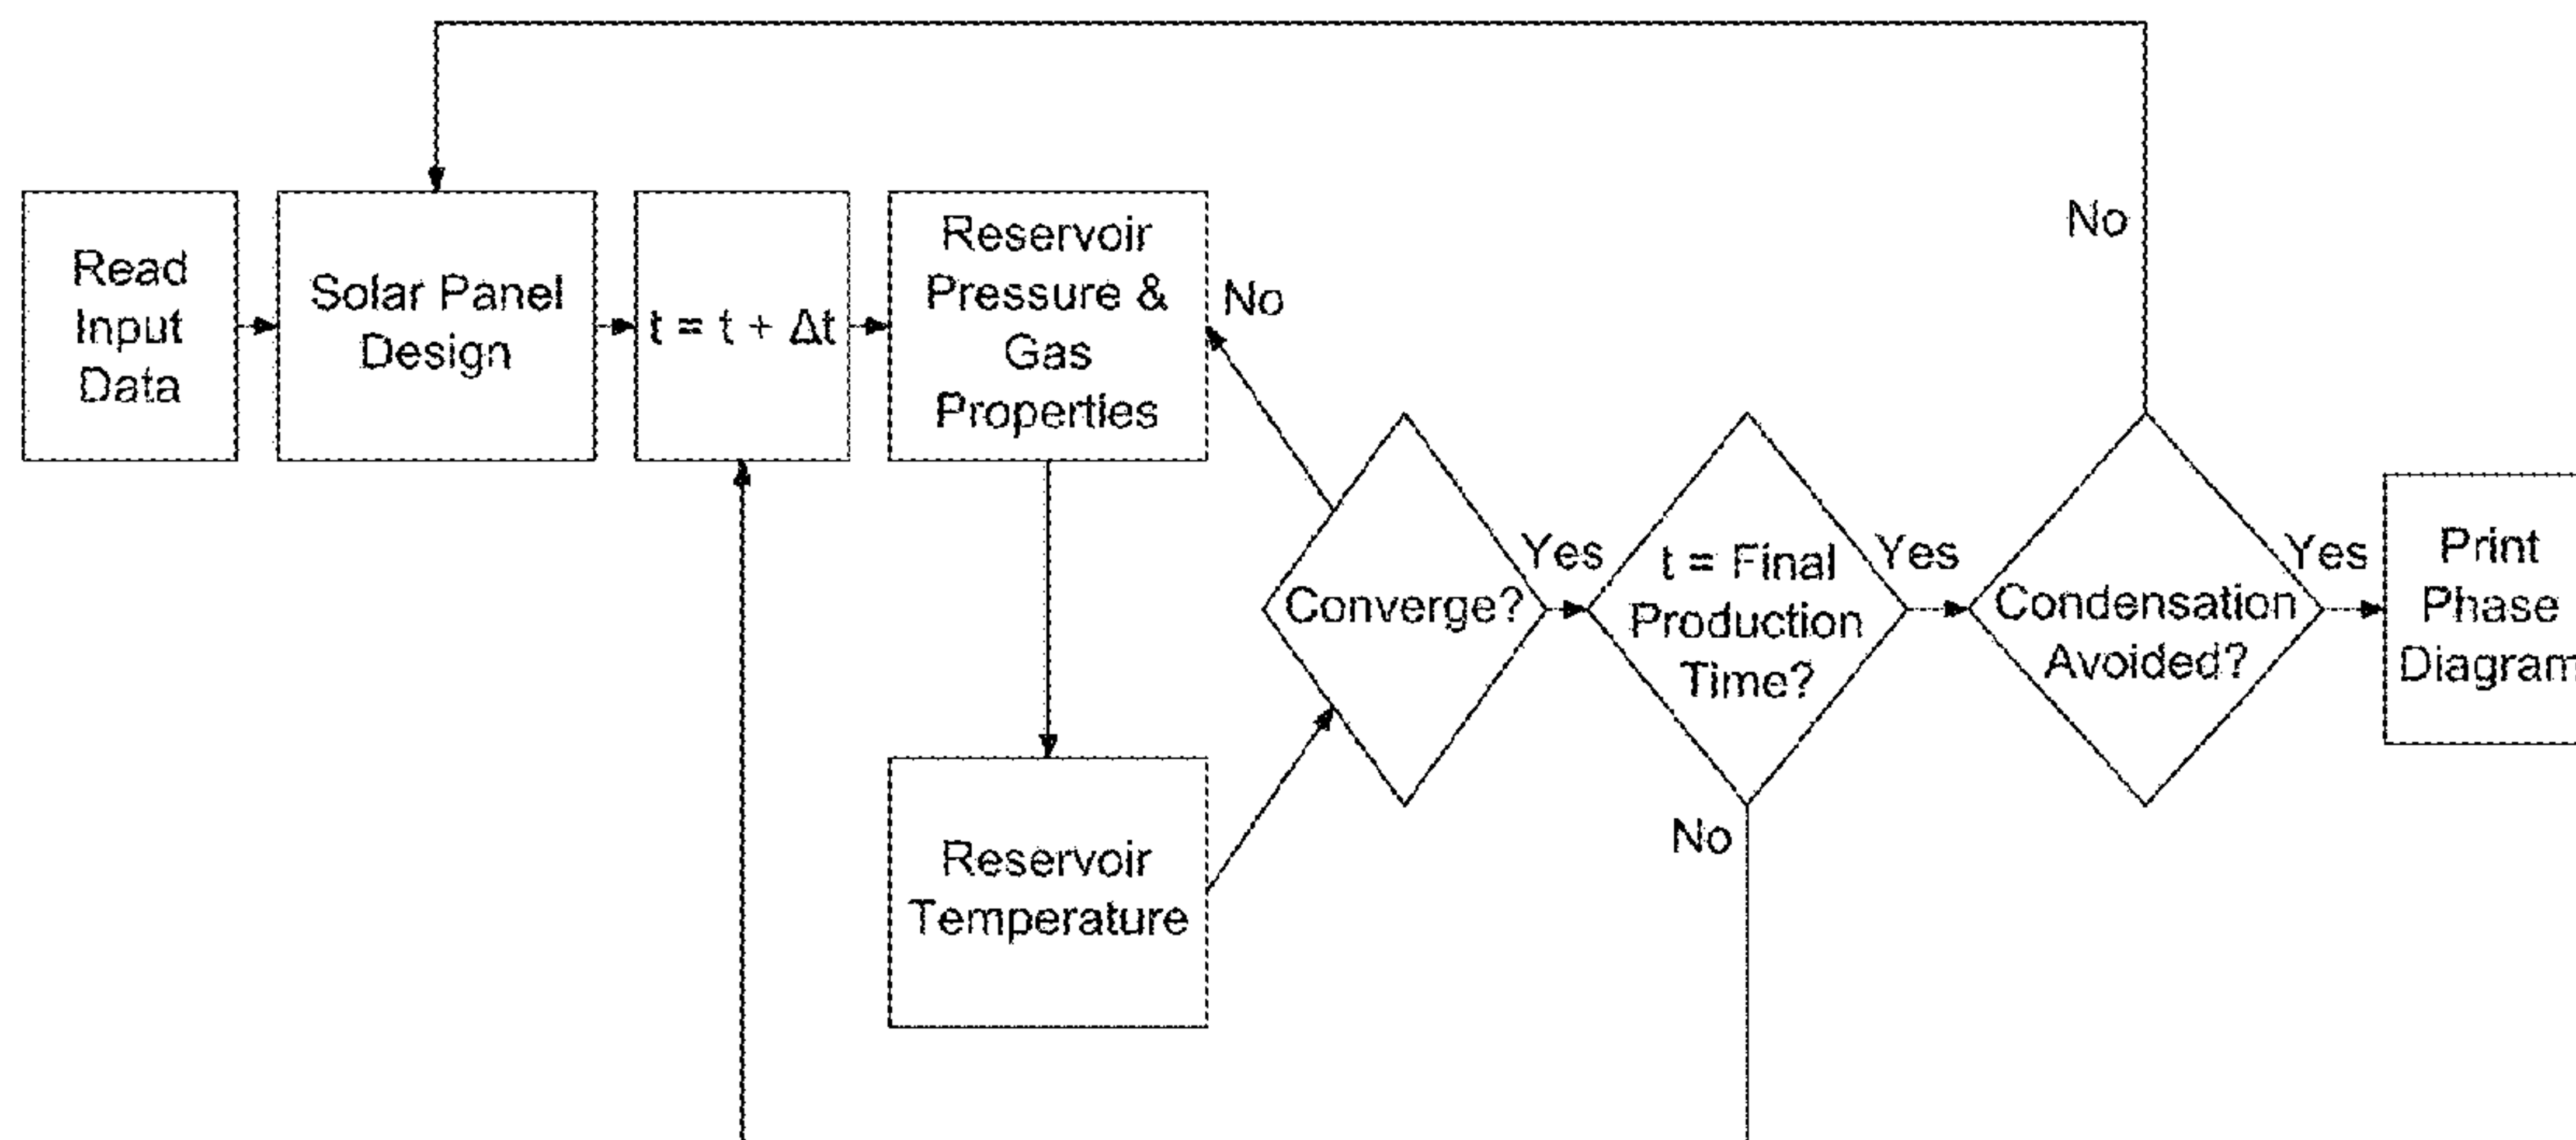 Read
Input
Data
Solar Panel
Design
t = t + Δt
Reservoir
Pressure &
Gas
Properties
No
Reservoir
Temperature
Converge?
Yes
t = Final
Production
Time?
No
Yes
Condensation
Avoided?
No
Yes
Print
Phase
Diagram